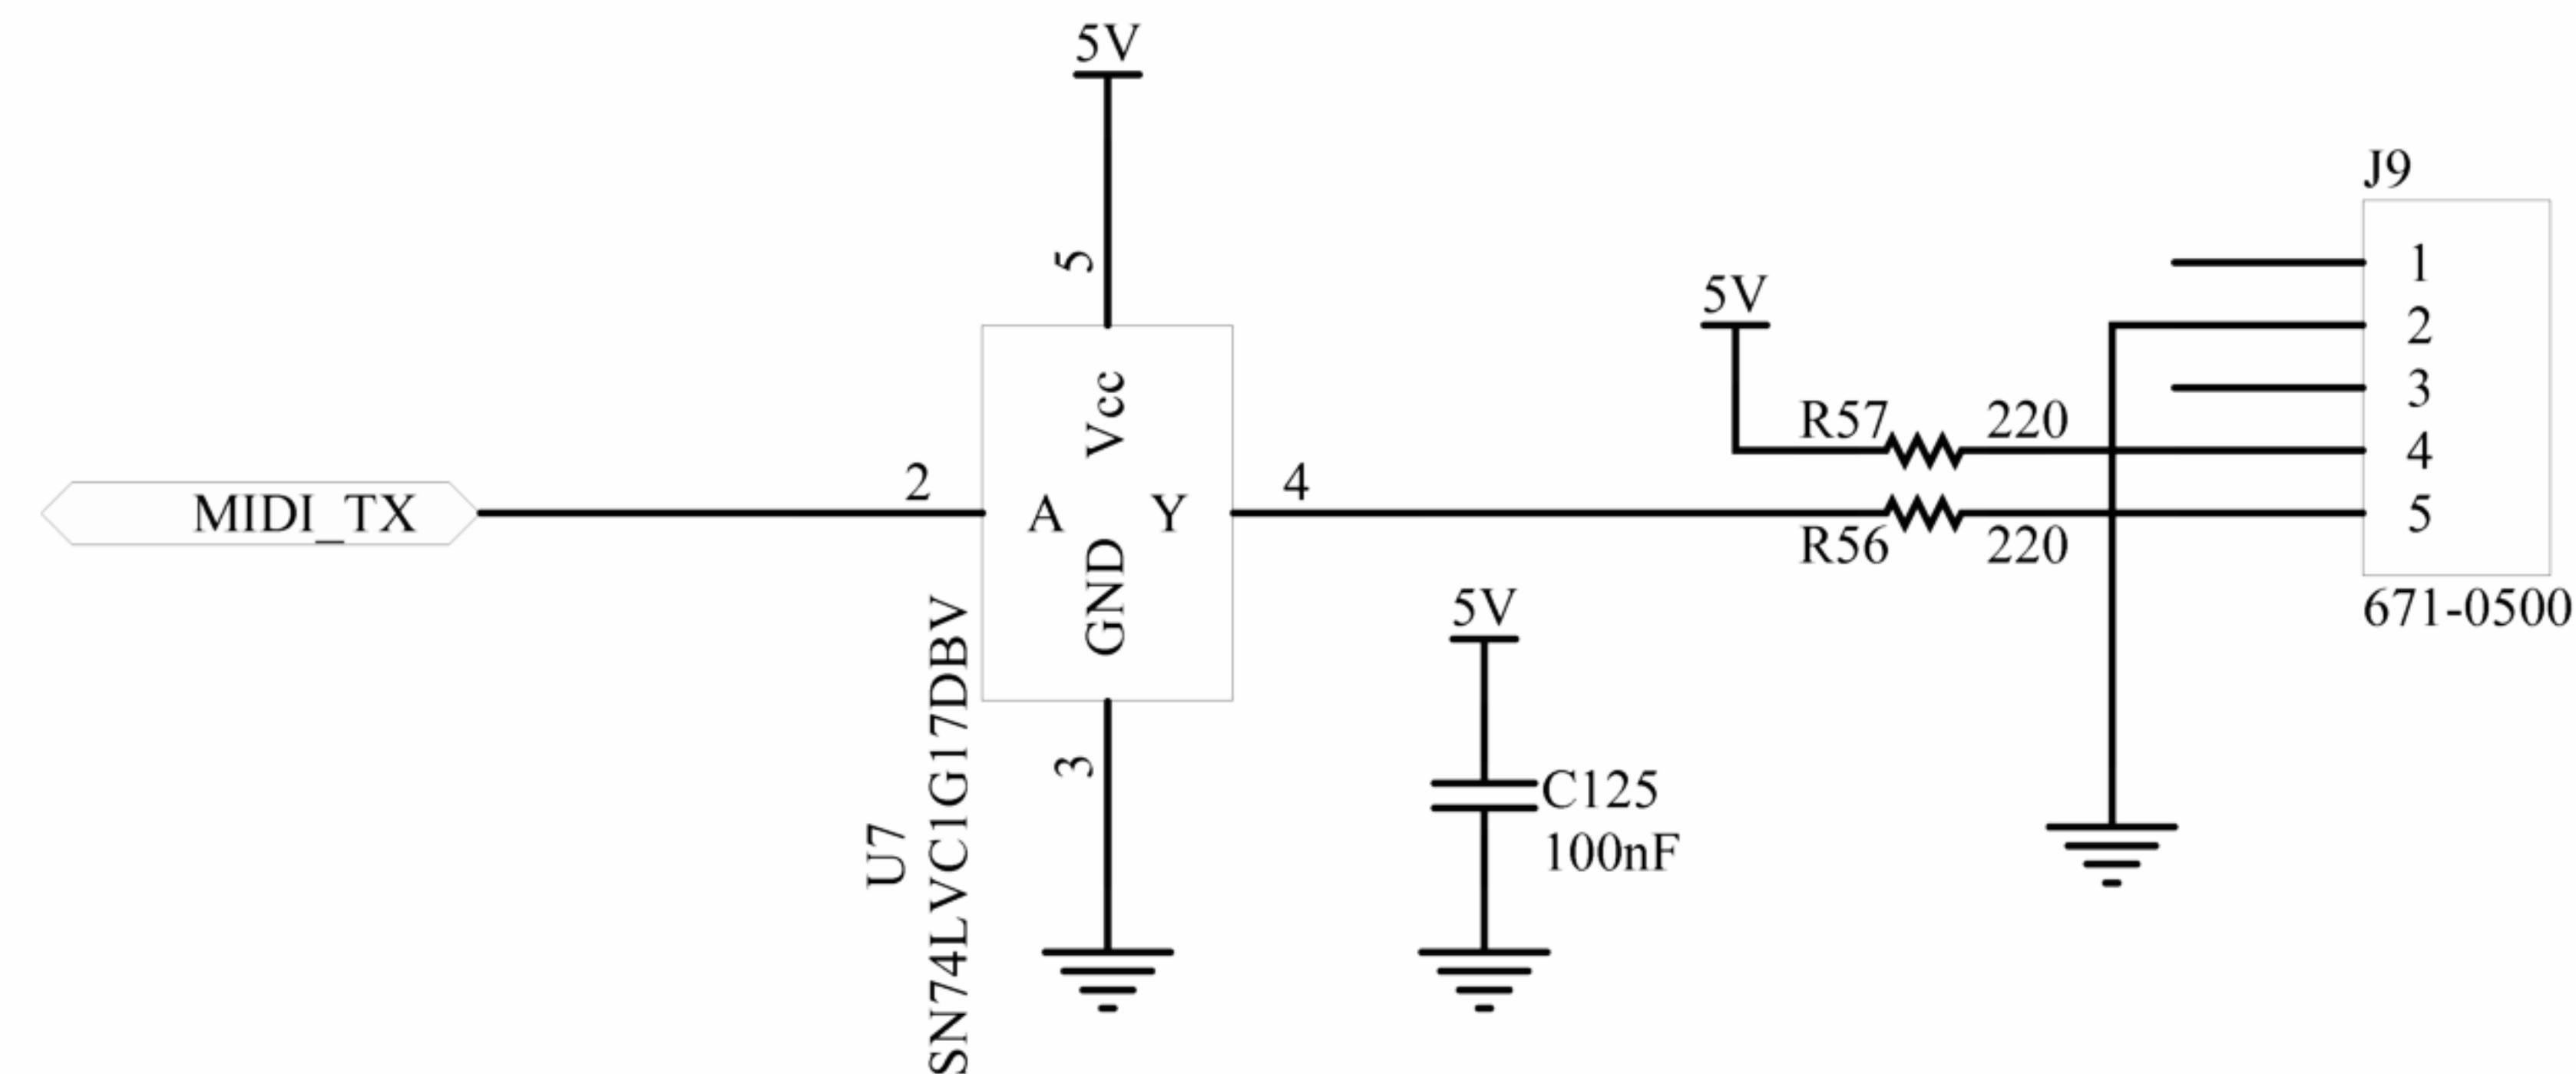 5V
5
J9
1
5V
2
Vcc
3
R57 220
4
2
4
MIDI_TX
A Y
5
GND
R56 220
5V
671-0500
3
C125
100nF
U7
SN74LVC1G17DBV